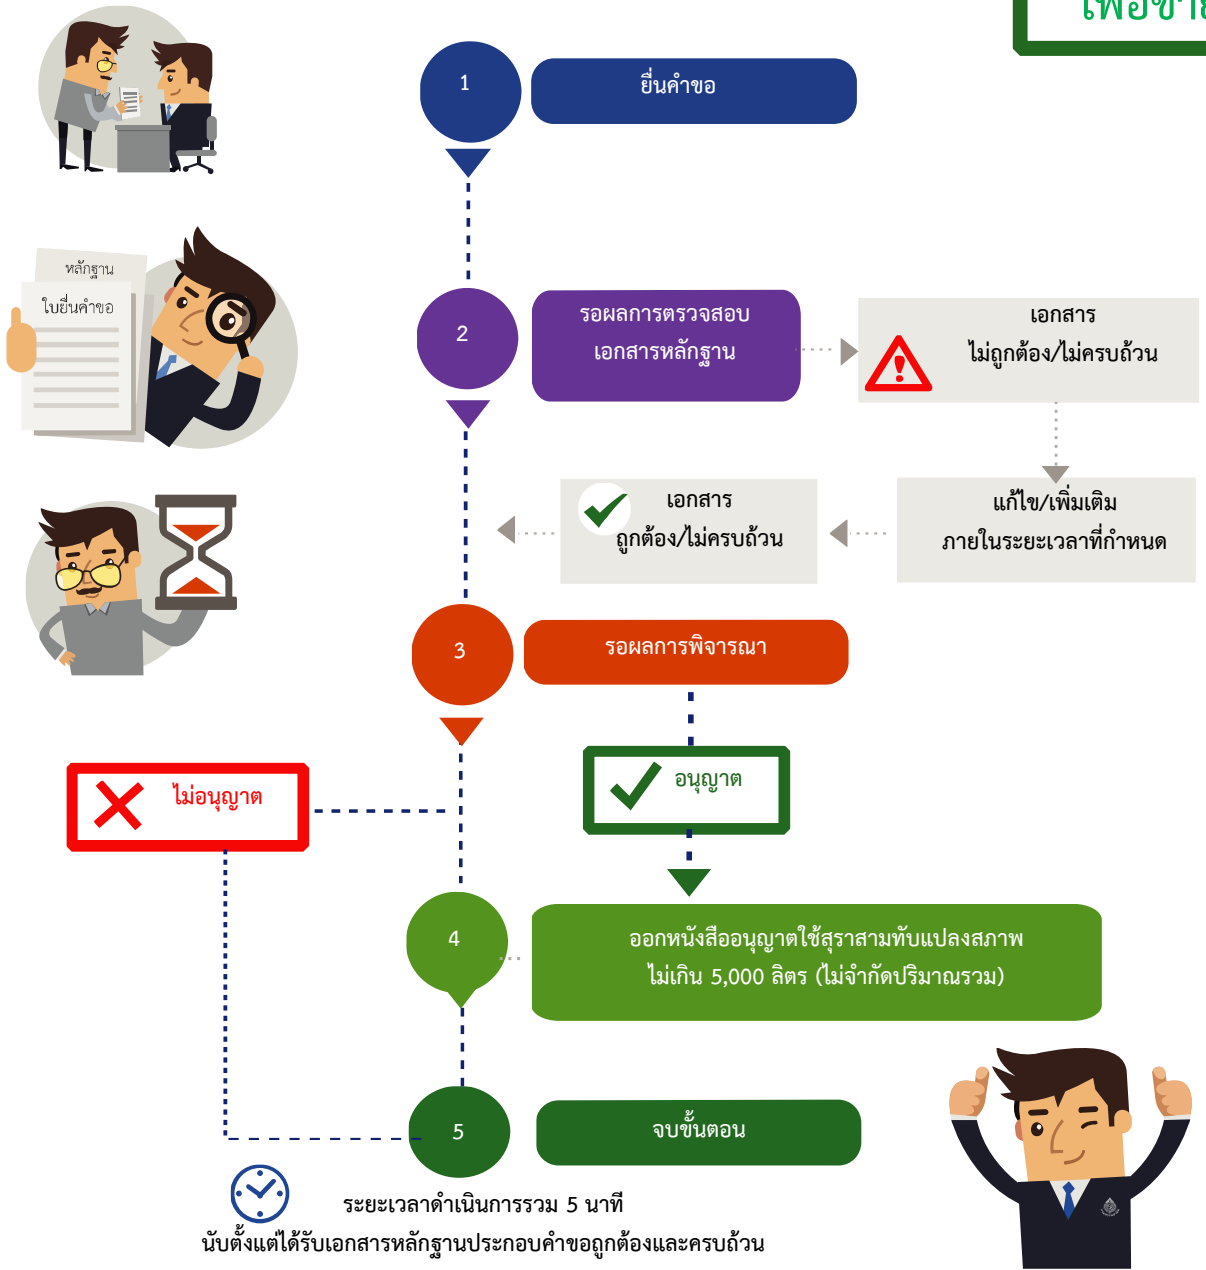 เพื่อขาย
1
ยื่นคำขอ
หลักฐาน
ใบยื่นคำขอ
2
รอผลการตรวจสอบ
เอกสารหลักฐาน
เอกสาร
ไม่ถูกต้อง/ไม่ครบถ้วน
เอกสาร
ถูกต้อง/ไม่ครบถ้วน
แก้ไข/เพิ่มเติม
ภายในระยะเวลาที่กำหนด
3
รอผลการพิจารณา
ไม่อนุญาต
อนุญาต
4
ออกหนังสืออนุญาตใช้สุราสามทับแปลงสภาพ
ไม่เกิน 5,000 ลิตร (ไม่จำกัดปริมาณรวม)
5
จบขั้นตอน
ระยะเวลาดำเนินการรวม 5 นาที
นับตั้งแต่ได้รับเอกสารหลักฐานประกอบคำขอถูกต้องและครบถ้วน